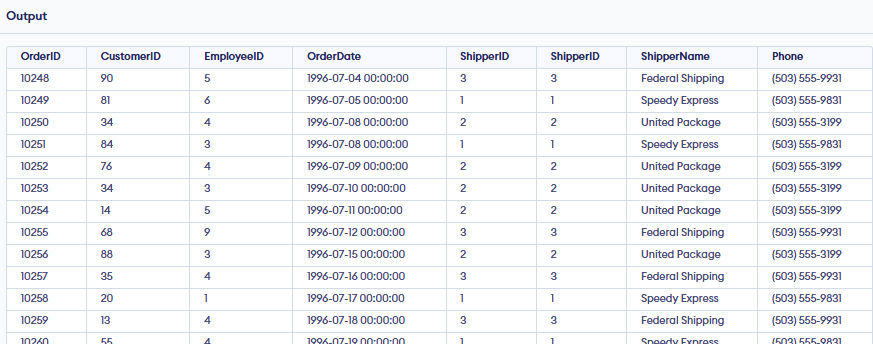 Output
OrderID CustomerID EmployeeID OrderDate ShipperID ShipperID ShipperName Phone
10248 90 5 1996-07-04 00:00:00 3 3 Federal Shipping (503) 555-9931
10249 81 6 1996-07-05 00:00:00 1 1 Speedy Express (503) 555-9831
10250 34 4 1996-07-08 00:00:00 2 2 United Package (503) 555-3199
10251 84 3 1996-07-08 00:00:00 1 1 Speedy Express (503) 555-9831
10252 76 4 1996-07-09 00:00:00 2 2 United Package (503) 555-3199
10253 34 3 1996-07-10 00:00:00 2 2 United Package (503) 555-3199
10254 14 5 1996-07-11 00:00:00 2 2 United Package (503) 555-3199
10255 68 9 1996-07-12 00:00:00 3 3 Federal Shipping (503) 555-9931
10256 88 3 1996-07-15 00:00:00 2 2 United Package (503) 555-3199
10257 35 4 1996-07-16 00:00:00 3 3 Federal Shipping (503) 555-9931
10258 20 1 1996-07-17 00:00:00 1 1 Speedy Express (503) 555-9831
10259 13 4 1996-07-18 00:00:00 3 3 Federal Shipping (503) 555-9931
10260 55 4 1996-07-19 00:00:00 1 1 Speedy Express (503) 555-9831